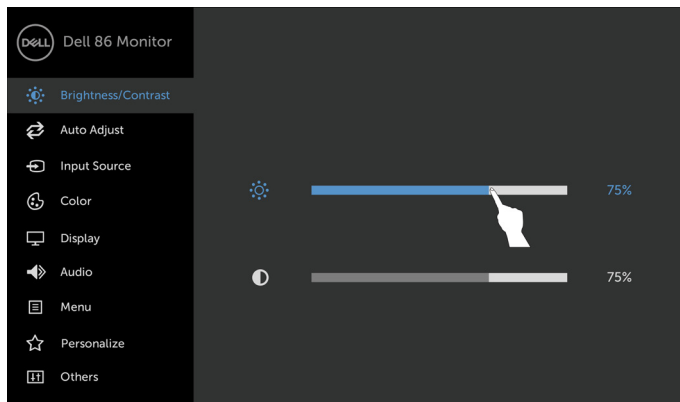 DELL
Dell 86 Monitor
Brightness/Contrast
Auto Adjust
Input Source
Color
Display
Audio
Menu
Personalize
Others
75%
75%